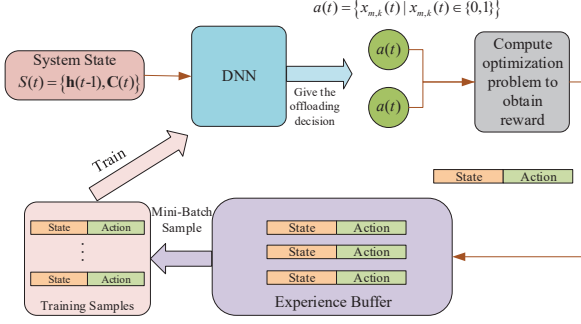 a(t) = {x_{m,k}(t) | x_{m,k}(t) ∈ {0,1}}
System State
S(t) = {h(t-1), C(t)}
DNN
Give the
offloading
decision
a(t)
a(t)
Compute
optimization
problem to
obtain
reward
Train
State Action
State Action
⋮
State Action
Training Samples
Mini-Batch
Sample
State Action
State Action
State Action
Experience Buffer